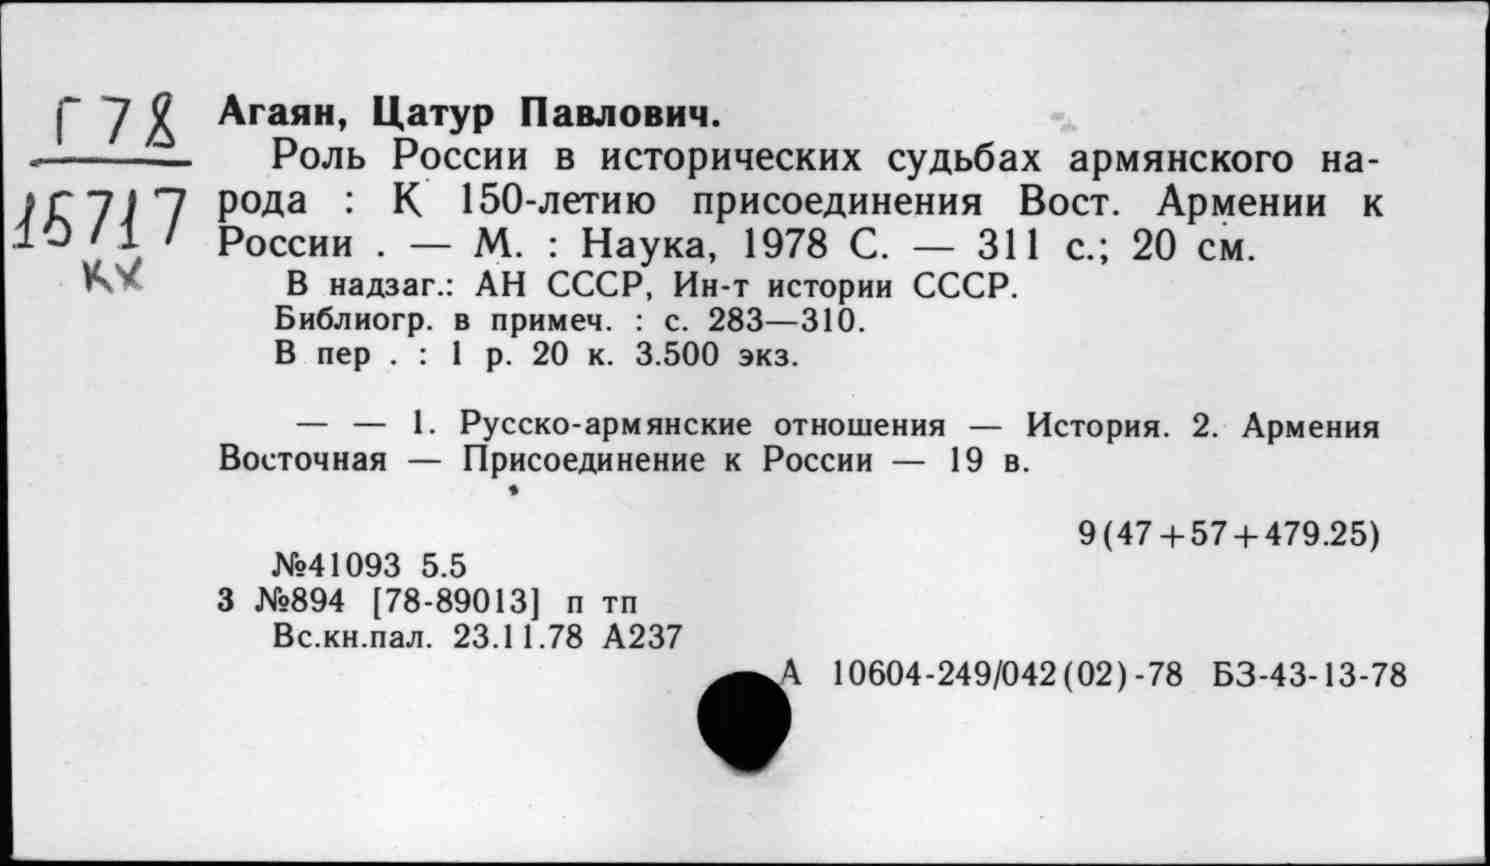 Г 78
16717
кх
Агаян, Цатур Павлович.
Роль России в исторических судьбах армянского на-
рода : К 150-летию присоединения Вост. Армении к
России . — М. : Наука, 1978 С. — 311 с.; 20 см.
В надзаг.: АН СССР, Ин-т истории СССР.
Библиогр. в примеч. : с. 283—310.
В пер . : 1 р. 20 к. 3.500 экз.
— — 1. Русско-армянские отношения — История. 2. Армения
Восточная — Присоединение к России — 19 в.
9(47+57+479.25)
№41093 5.5
3 №894 [78-89013] п тп
Вс.кн.пал. 23.11.78 А237
А 10604-249/042(02)-78 БЗ-43-13-78